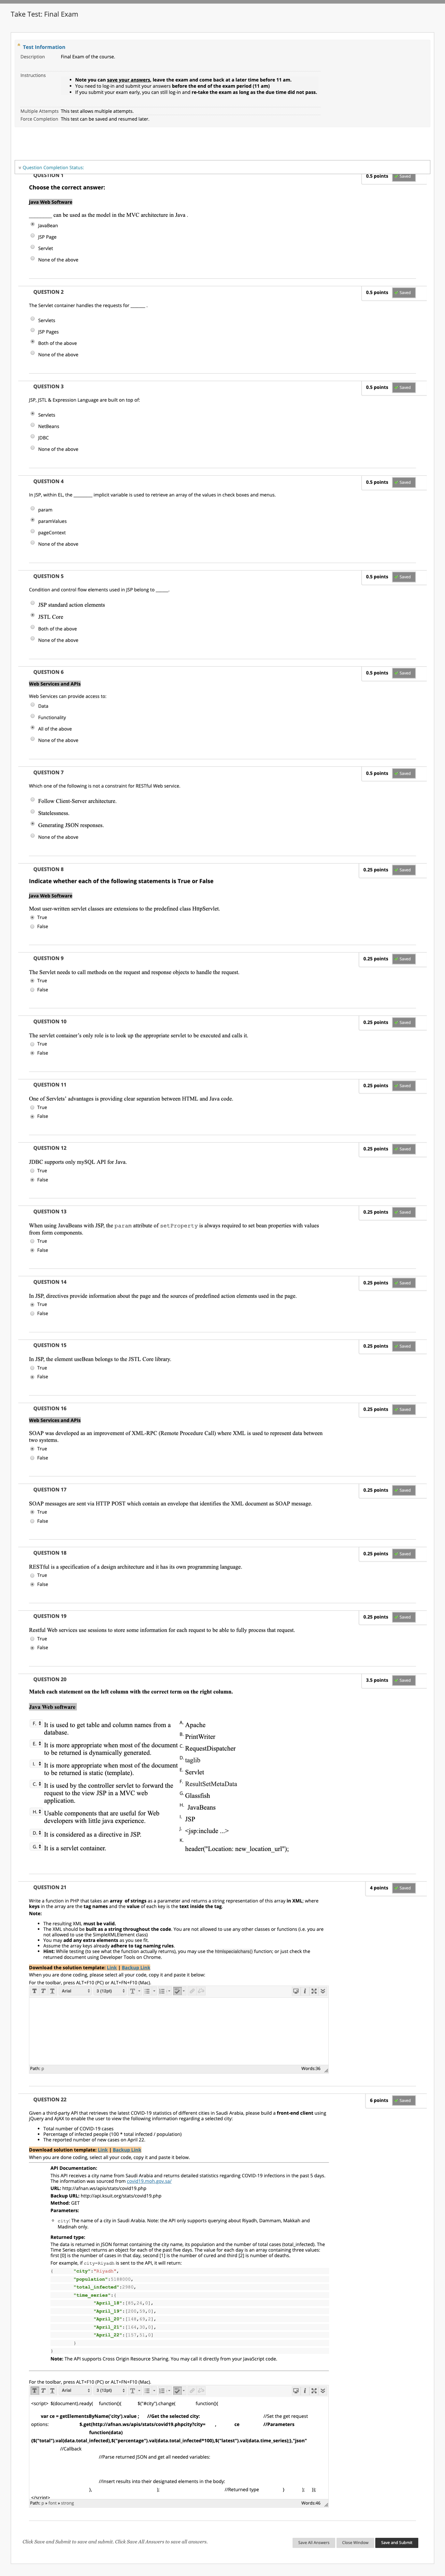 Take Test: Final Exam
* Test Information
Description Final Exam of the course.
Instructions
• Note you can save your answers, leave the exam and come back at a later time before 11 am.
• You need to log-in and submit your answers before the end of the exam period (11 am)
• If you submit your exam early, you can still log-in and re-take the exam as long as the due time did not pass.
Multiple Attempts This test allows multiple attempts.
Force Completion This test can be saved and resumed later.
Question Completion Status:
QUESTION 1
0.5 points Saved
Choose the correct answer:
Java Web Software
________ can be used as the model in the MVC architecture in Java .
JavaBean
JSP Page
Servlet
None of the above
QUESTION 2
0.5 points Saved
The Servlet container handles the requests for ______ .
Servlets
JSP Pages
Both of the above
None of the above
QUESTION 3
0.5 points Saved
JSP, JSTL & Expression Language are built on top of:
Servlets
NetBeans
JDBC
None of the above
QUESTION 4
0.5 points Saved
In JSP, within EL, the ________ implicit variable is used to retrieve an array of the values in check boxes and menus.
param
paramValues
pageContext
None of the above
QUESTION 5
0.5 points Saved
Condition and control flow elements used in JSP belong to _____.
JSP standard action elements
JSTL Core
Both of the above
None of the above
QUESTION 6
0.5 points Saved
Web Services and APIs
Web Services can provide access to:
Data
Functionality
All of the above
None of the above
QUESTION 7
0.5 points Saved
Which one of the following is not a constraint for RESTful Web service.
Follow Client-Server architecture.
Statelessness.
Generating JSON responses.
None of the above
QUESTION 8
0.25 points Saved
Indicate whether each of the following statements is True or False
Java Web Software
Most user-written servlet classes are extensions to the predefined class HttpServlet.
True
False
QUESTION 9
0.25 points Saved
The Servlet needs to call methods on the request and response objects to handle the request.
True
False
QUESTION 10
0.25 points Saved
The servlet container's only role is to look up the appropriate servlet to be executed and calls it.
True
False
QUESTION 11
0.25 points Saved
One of Servlets' advantages is providing clear separation between HTML and Java code.
True
False
QUESTION 12
0.25 points Saved
JDBC supports only mySQL API for Java.
True
False
QUESTION 13
0.25 points Saved
When using JavaBeans with JSP, the param attribute of setProperty is always required to set bean properties with values
from form components.
True
False
QUESTION 14
0.25 points Saved
In JSP, directives provide information about the page and the sources of predefined action elements used in the page.
True
False
QUESTION 15
0.25 points Saved
In JSP, the element useBean belongs to the JSTL Core library.
True
False
QUESTION 16
0.25 points Saved
Web Services and APIs
SOAP was developed as an improvement of XML-RPC (Remote Procedure Call) where XML is used to represent data between
two systems.
True
False
QUESTION 17
0.25 points Saved
SOAP messages are sent via HTTP POST which contain an envelope that identifies the XML document as SOAP message.
True
False
QUESTION 18
0.25 points Saved
RESTful is a specification of a design architecture and it has its own programming language.
True
False
QUESTION 19
0.25 points Saved
Restful Web services use sessions to store some information for each request to be able to fully process that request.
True
False
QUESTION 20
3.5 points Saved
Match each statement on the left column with the correct term on the right column.
Java Web software
F. It is used to get table and column names from a
database.
E. It is more appropriate when most of the document
to be returned is dynamically generated.
I. It is more appropriate when most of the document
to be returned is static (template).
C. It is used by the controller servlet to forward the
request to the view JSP in a MVC web
application.
H. Usable components that are useful for Web
developers with little java experience.
D. It is considered as a directive in JSP.
G. It is a servlet container.
A. Apache
B. PrintWriter
C. RequestDispatcher
D. taglib
E. Servlet
F. ResultSetMetaData
G. Glassfish
H. JavaBeans
I. JSP
J. <jsp:include ...>
K.
header("Location: new_location_url");
QUESTION 21
4 points Saved
Write a function in PHP that takes an array of strings as a parameter and returns a string representation of this array in XML, where
keys in the array are the tag names and the value of each key is the text inside the tag.
Note:
• The resulting XML must be valid.
• The XML should be built as a string throughout the code. You are not allowed to use any other classes or functions (i.e. you are
not allowed to use the SimpleXMLElement class)
• You may add any extra elements as you see fit.
• Assume the array keys already adhere to tag naming rules.
• Hint: While testing (to see what the function actually returns), you may use the htmlspecialchars() function; or just check the
returned document using Developer Tools on Chrome.
Download the solution template: Link | Backup Link
When you are done coding, please select all your code, copy it and paste it below:
For the toolbar, press ALT+F10 (PC) or ALT+FN+F10 (Mac).
T T T Arial 3 (12pt) T
Path: p
Words:36
QUESTION 22
6 points Saved
Given a third-party API that retrieves the latest COVID-19 statistics of different cities in Saudi Arabia, please build a front-end client using
jQuery and AJAX to enable the user to view the following information regarding a selected city:
• Total number of COVID-19 cases
• Percentage of infected people (100 * total infected / population)
• The reported number of new cases on April 22.
Download solution template: Link | Backup Link
When you are done coding, select all your code, copy it and paste it below.
API Documentation:
This API receives a city name from Saudi Arabia and returns detailed statistics regarding COVID-19 infections in the past 5 days.
The information was sourced from covid19.moh.gov.sa/
URL: http://afnan.ws/apis/stats/covid19.php
Backup URL: http://api.ksuit.org/stats/covid19.php
Method: GET
Parameters:
city: The name of a city in Saudi Arabia. Note: the API only supports querying about Riyadh, Dammam, Makkah and
Madinah only.
Returned type:
The data is returned in JSON format containing the city name, its population and the number of total cases (total_infected). The
Time Series object returns an object for each of the past five days. The value for each day is an array containing three values:
first [0] is the number of cases in that day, second [1] is the number of cured and third [2] is number of deaths.
For example, if city=Riyadh is sent to the API, it will return:
{ "city":"Riyadh",
"population":5188000,
"total_infected":2980,
"time_series":{
}
}
Note: The API supports Cross Origin Resource Sharing. You may call it directly from your JavaScript code.
For the toolbar, press ALT+F10 (PC) or ALT+FN+F10 (Mac).
T T T Arial 3 (12pt) T
<script> $(document).ready( function(){ $("#city").change( function(){
var ce = getElementsByName('city').value ; //Get the selected city: //Set the get request
options: $.get(http://afnan.ws/apis/stats/covid19.phpcity?city= , ce //Parameters
function(data)
{$("total").val(data.total_infected),$("percentage").val(data.total_infected*100),$("latest").val(data.time_series);},"json"
//Callback
//Parse returned JSON and get all needed variables:
//Insert results into their designated elements in the body:
}, ); //Returned type } ); });
</script>
Path: p » font » strong
Words:46
Click Save and Submit to save and submit. Click Save All Answers to save all answers.
Save All Answers Close Window Save and Submit